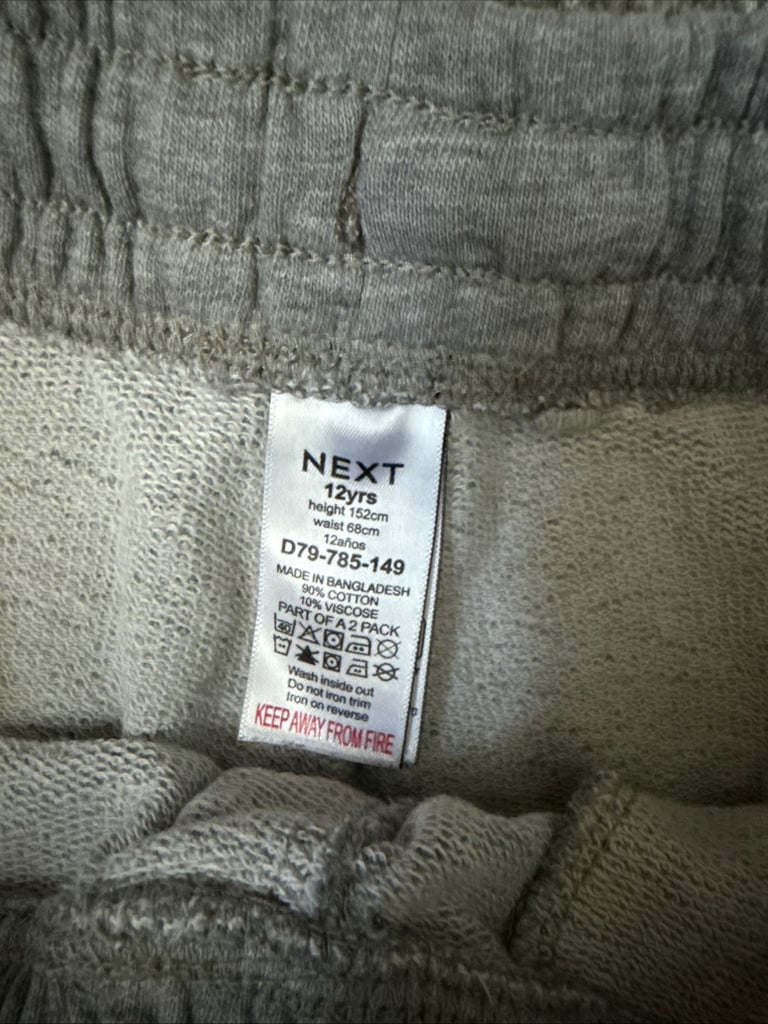 NEXT
12yrs
height 152cm
waist 68cm
12años
D79-785-149
MADE IN BANGLADESH
90% COTTON
10% VISCOSE
PART OF A 2 PACK
40
Wash inside out
Do not iron trim
Iron on reverse
KEEP AWAY FROM FIRE